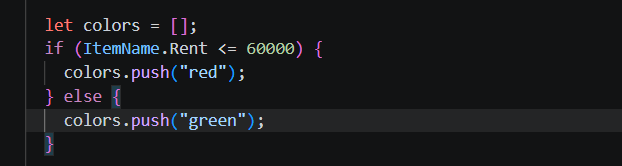 let colors = [];
if (ItemName.Rent <= 60000) {
colors.push("red");
} else {
colors.push("green");
}